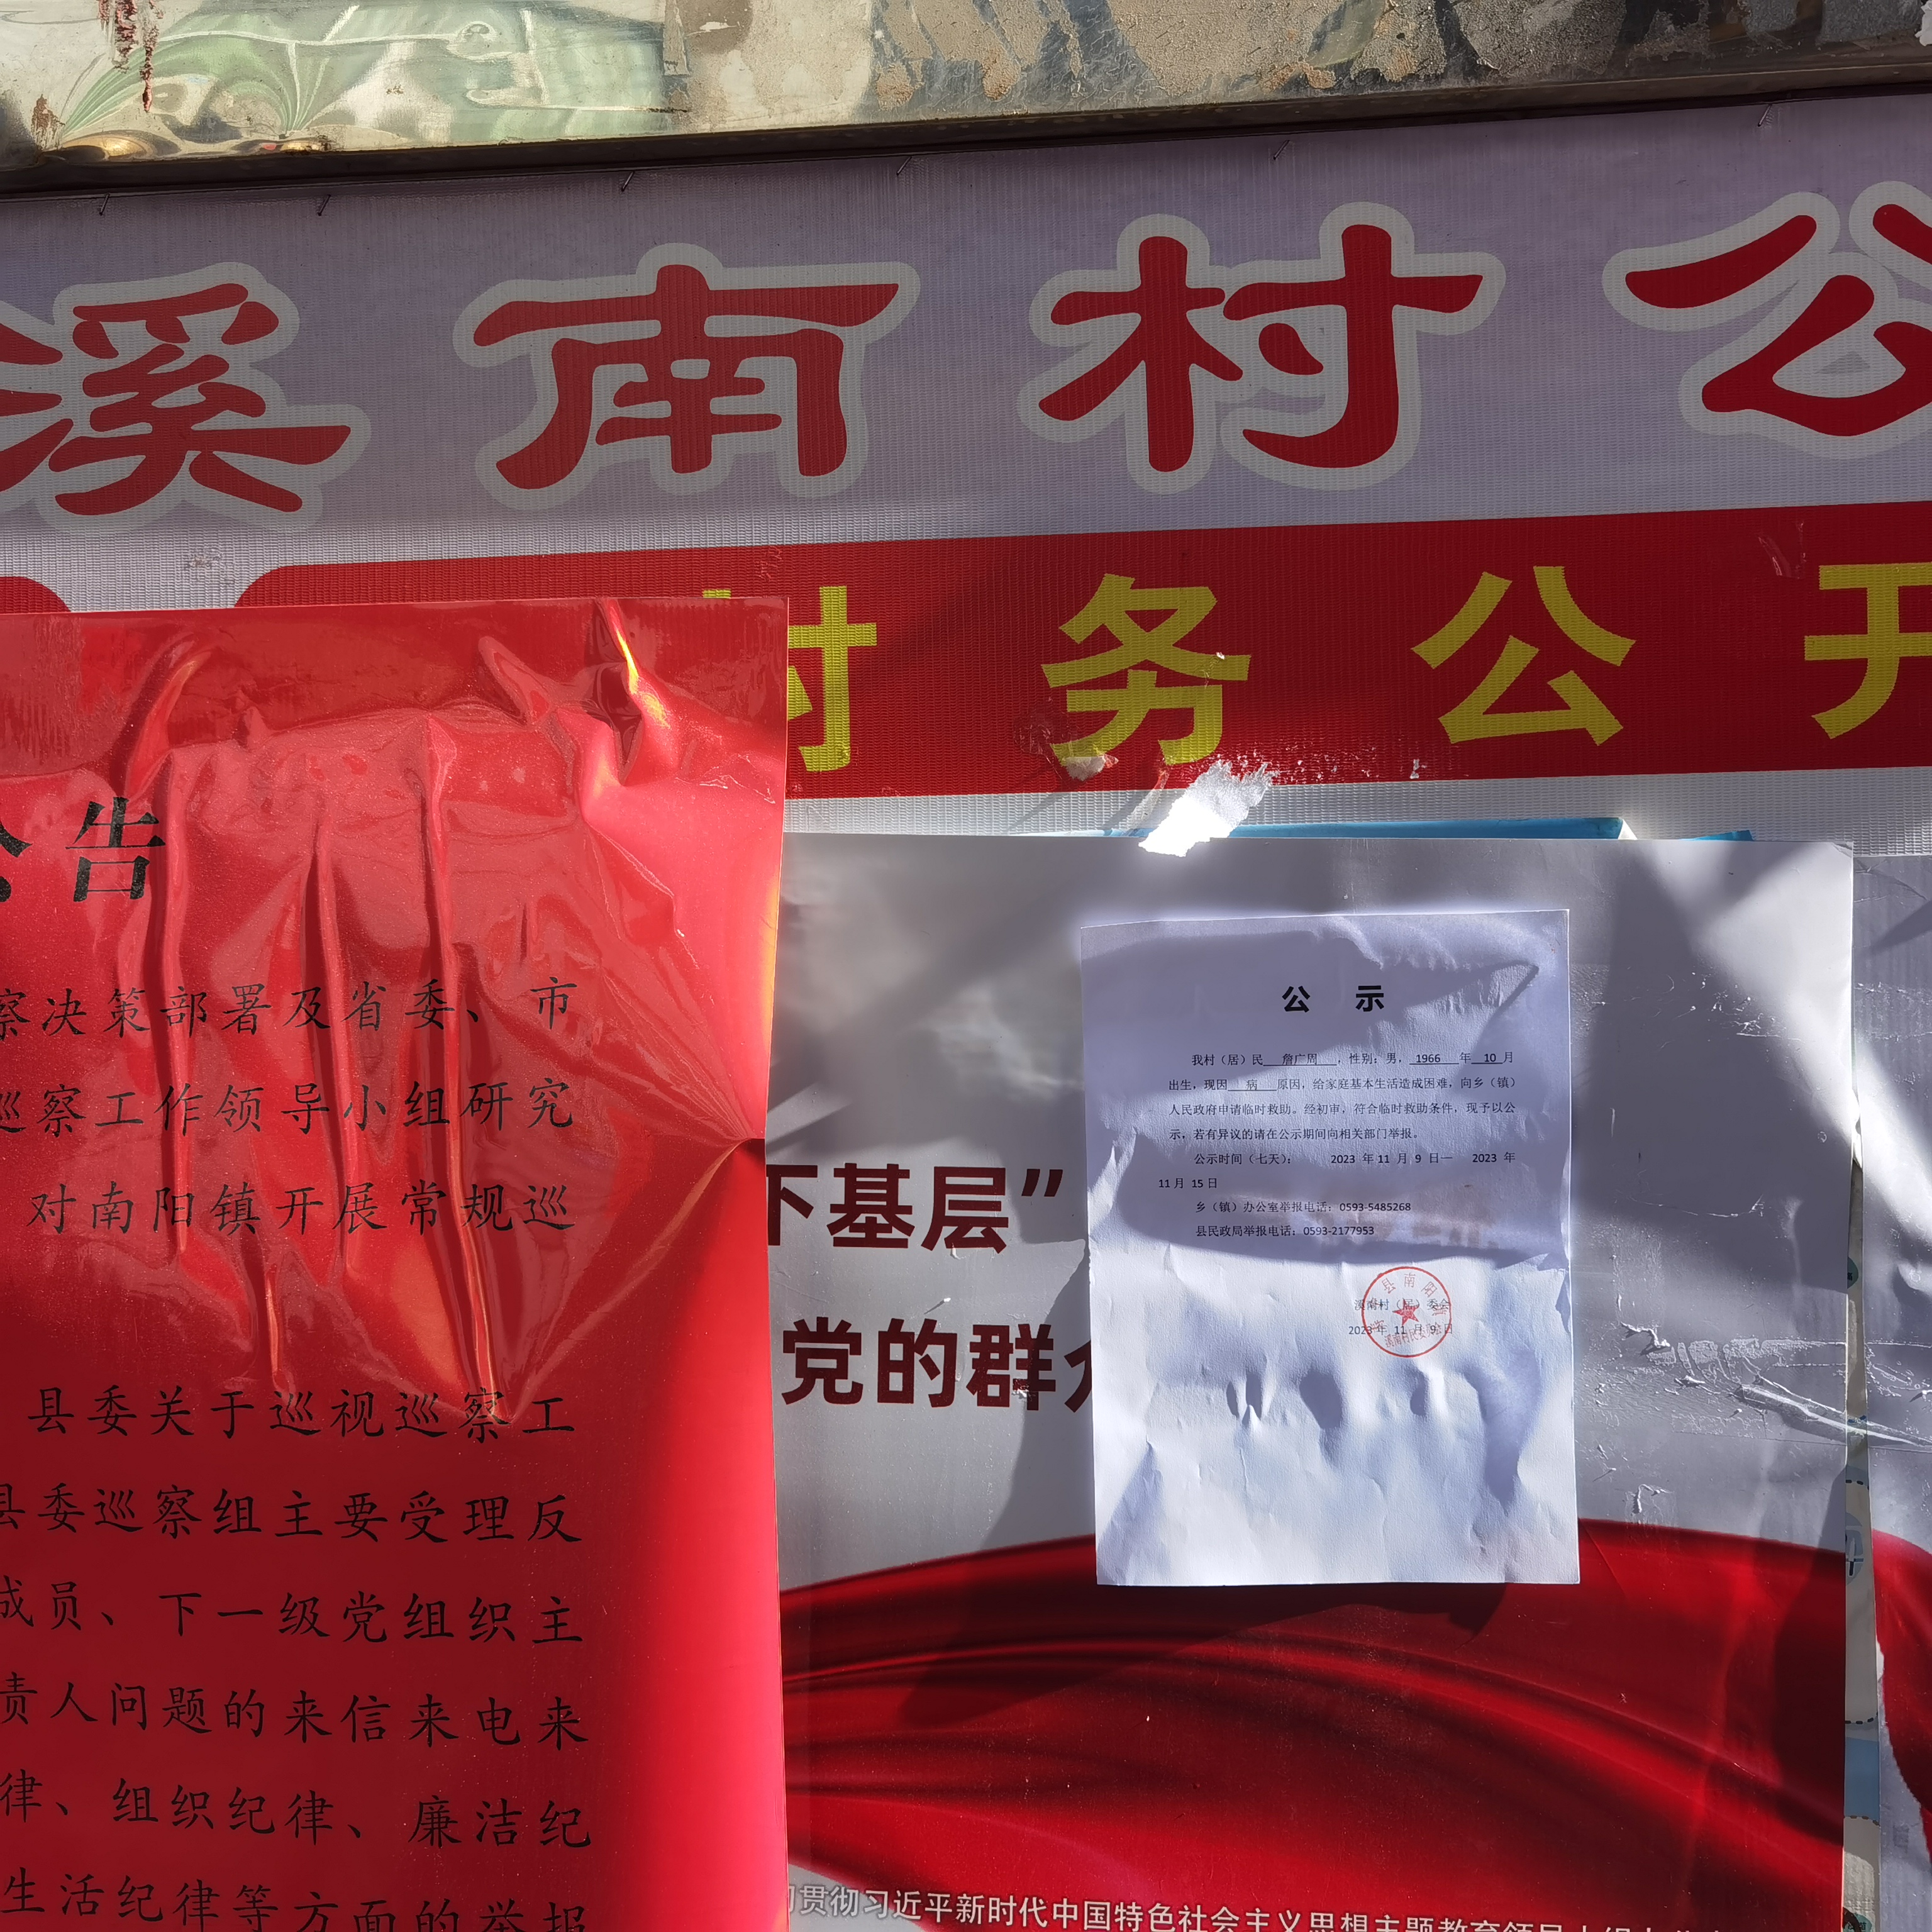 溪南村公
村务公开
公告
察决策部署及省委、市
巡察工作领导小组研究
对南阳镇开展常规巡
县委关于巡视巡察工
县委巡察组主要受理反
成员、下一级党组织主
责人问题的来信来电来
律、组织纪律、廉洁纪
生活纪律等方面的举报
下基层”
党的群众
公 示
我村（居）民 詹广周 ，性别：男， 1966 年 10 月
出生，现因 病 原因，给家庭基本生活造成困难，向乡（镇）
人民政府申请临时救助。经初审，符合临时救助条件，现予以公
示，若有异议的请在公示期间向相关部门举报。
公示时间（七天）： 2023 年 11 月 9 日— 2023 年
11 月 15 日
乡（镇）办公室举报电话：0593-5485268
县民政局举报电话：0593-2177953
溪南村（居）委会
2023 年 11 月 9 日
贯彻习近平新时代中国特色社会主义思想主题教育领导小组